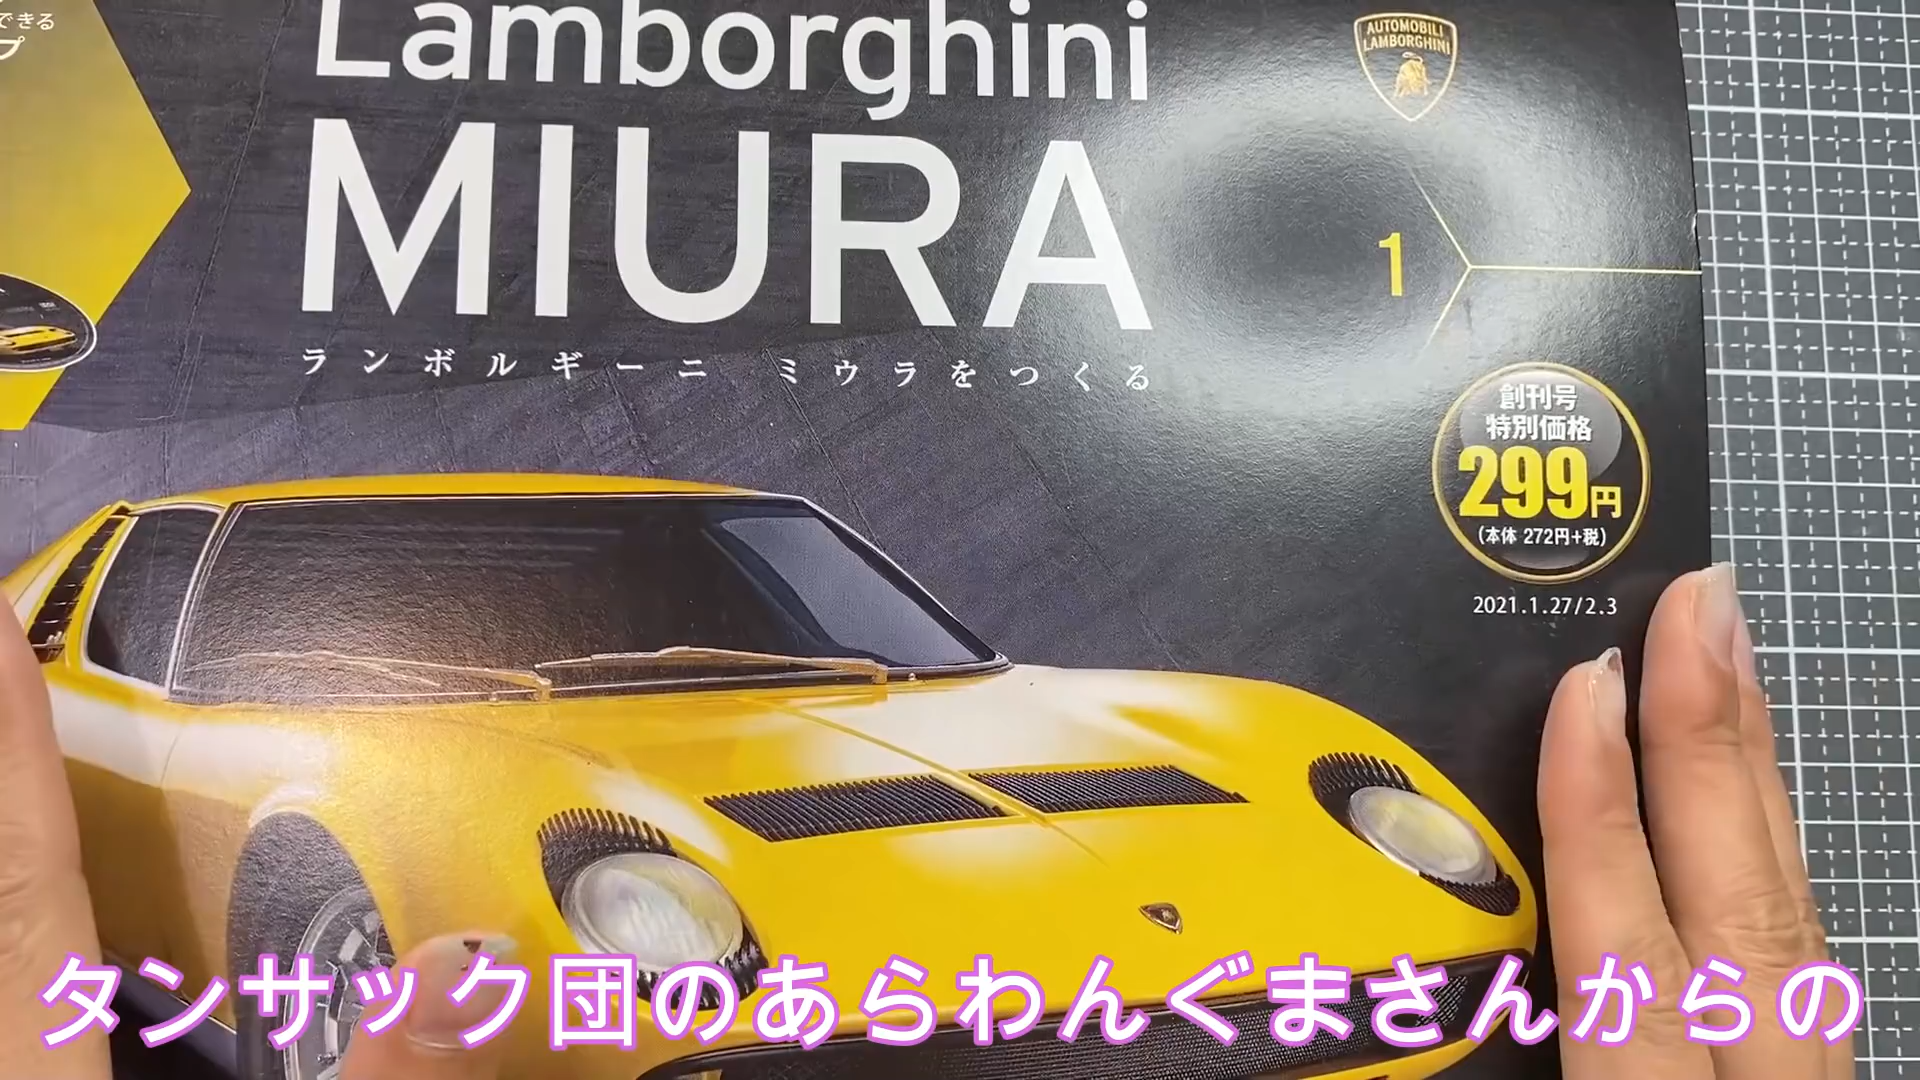 できる
プ
Lamborghini
MIURA
ランボルギーニ ミウラをつくる
AUTOMOBILI
LAMBORGHINI
1
創刊号
特別価格
299円
(本体 272円+税)
2021.1.27/2.3
タンサック団のあらわんぐまさんからの